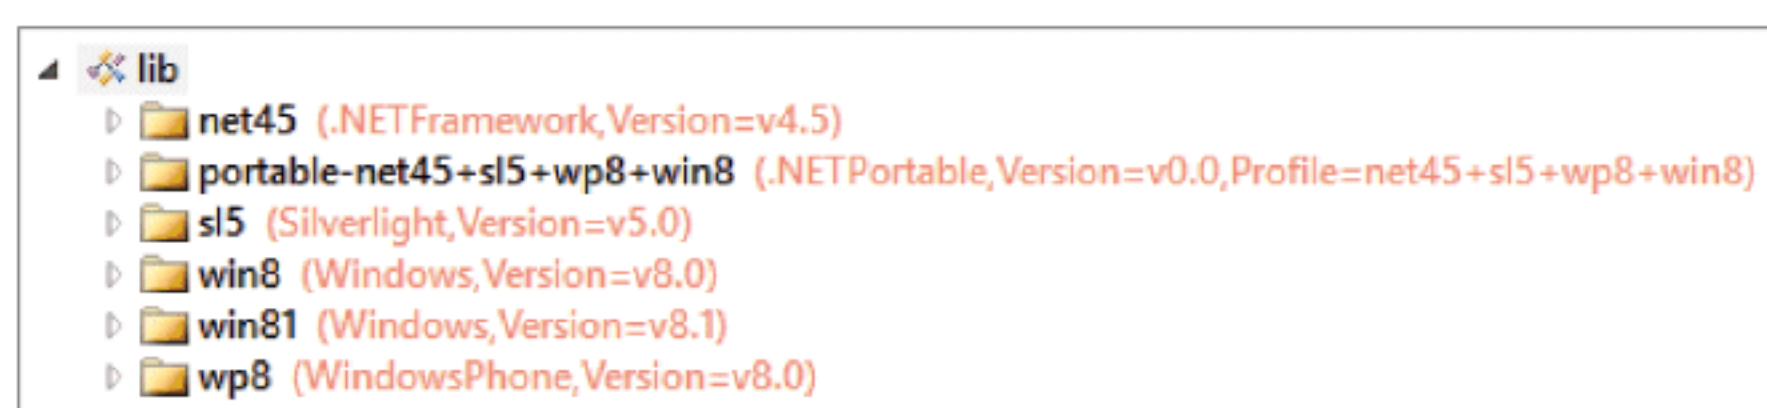 lib
net45 (.NETFramework,Version=v4.5)
portable-net45+sl5+wp8+win8 (.NETPortable,Version=v0.0,Profile=net45+sl5+wp8+win8)
sl5 (Silverlight,Version=v5.0)
win8 (Windows,Version=v8.0)
win81 (Windows,Version=v8.1)
wp8 (WindowsPhone,Version=v8.0)